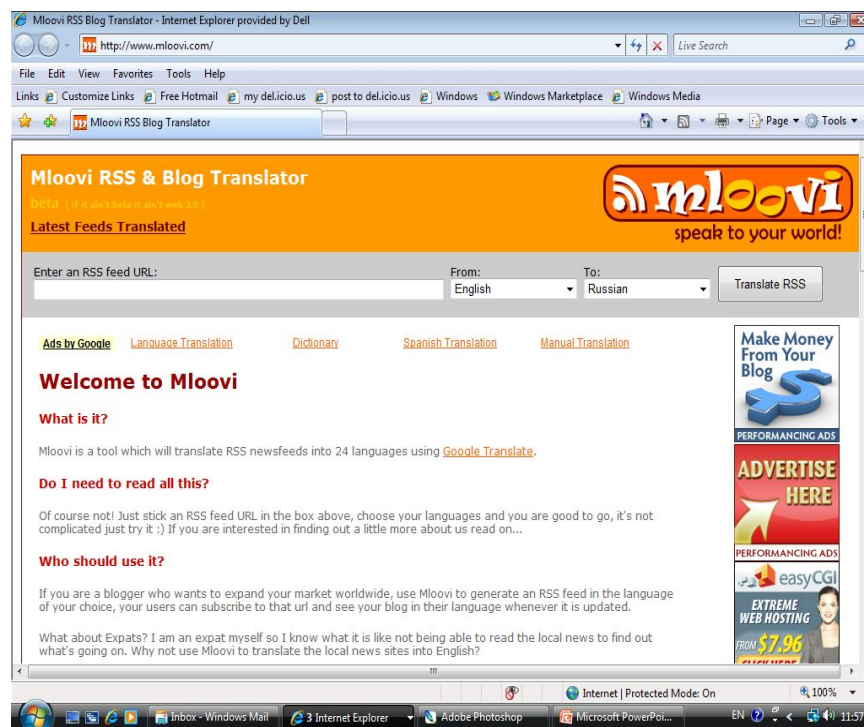 Mloovi RSS Blog Translator - Internet Explorer provided by Dell
http://www.mloovi.com/
Live Search
File Edit View Favorites Tools Help
Links Customize Links Free Hotmail my del.icio.us post to del.icio.us Windows Windows Marketplace Windows Media
Mloovi RSS Blog Translator
Page Tools
Mloovi RSS & Blog Translator
beta ( if it ain't beta it ain't web 2.0 )
Latest Feeds Translated
mloovi
speak to your world!
Enter an RSS feed URL: From: To:
English Russian Translate RSS
Ads by Google Language Translation Dictionary Spanish Translation Manual Translation
Welcome to Mloovi
What is it?
Mloovi is a tool which will translate RSS newsfeeds into 24 languages using Google Translate.
Do I need to read all this?
Of course not! Just stick an RSS feed URL in the box above, choose your languages and you are good to go, it's not
complicated just try it :) If you are interested in finding out a little more about us read on...
Who should use it?
If you are a blogger who wants to expand your market worldwide, use Mloovi to generate an RSS feed in the language
of your choice, your users can subscribe to that url and see your blog in their language whenever it is updated.
What about Expats? I am an expat myself so I know what it is like not being able to read the local news to find out
what's going on. Why not use Mloovi to translate the local news sites into English?
Make Money
From Your
Blog
PERFORMANCING ADS
ADVERTISE
HERE
PERFORMANCING ADS
easyCGI
EXTREME
WEB HOSTING
FROM $7.96
CLICK HERE
Internet | Protected Mode: On 100%
Inbox - Windows Mail 3 Internet Explorer Adobe Photoshop Microsoft PowerPoi... EN 11:57